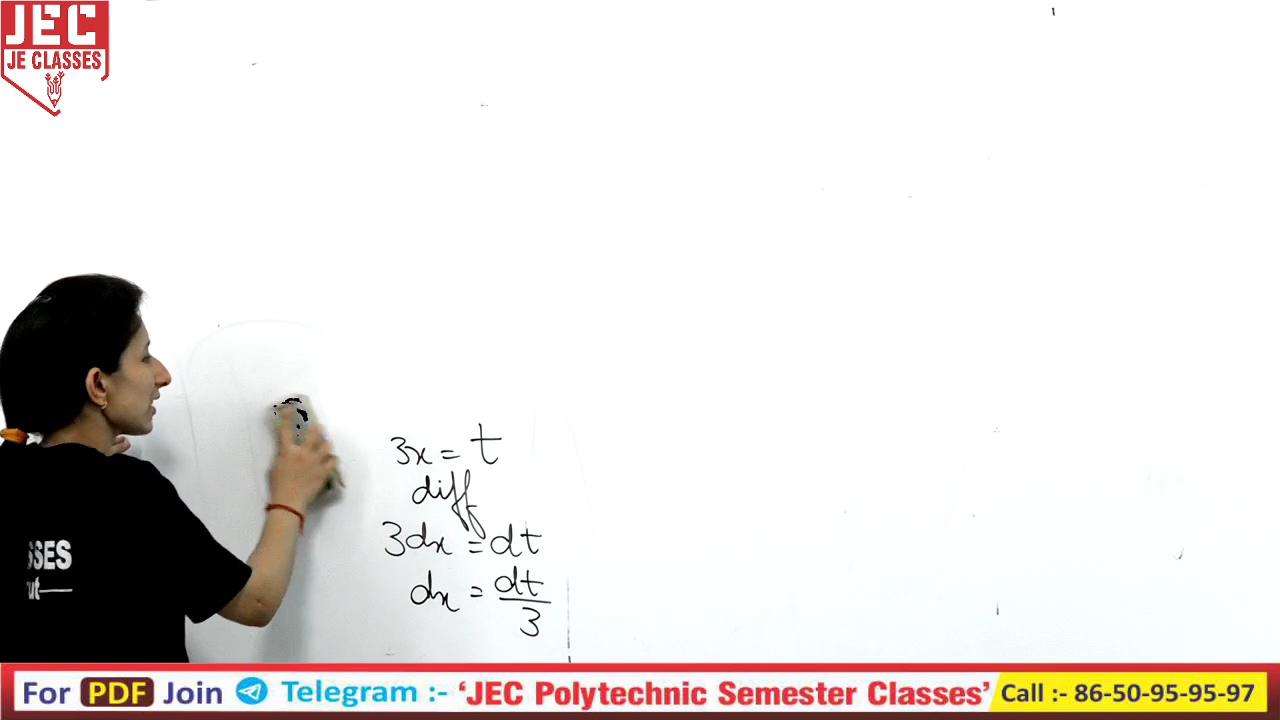 JEC
JE CLASSES
3x = t
diff
3dx = dt
dx = dt/3
SSES
ut—
For PDF Join Telegram :- 'JEC Polytechnic Semester Classes' Call :- 86-50-95-95-97